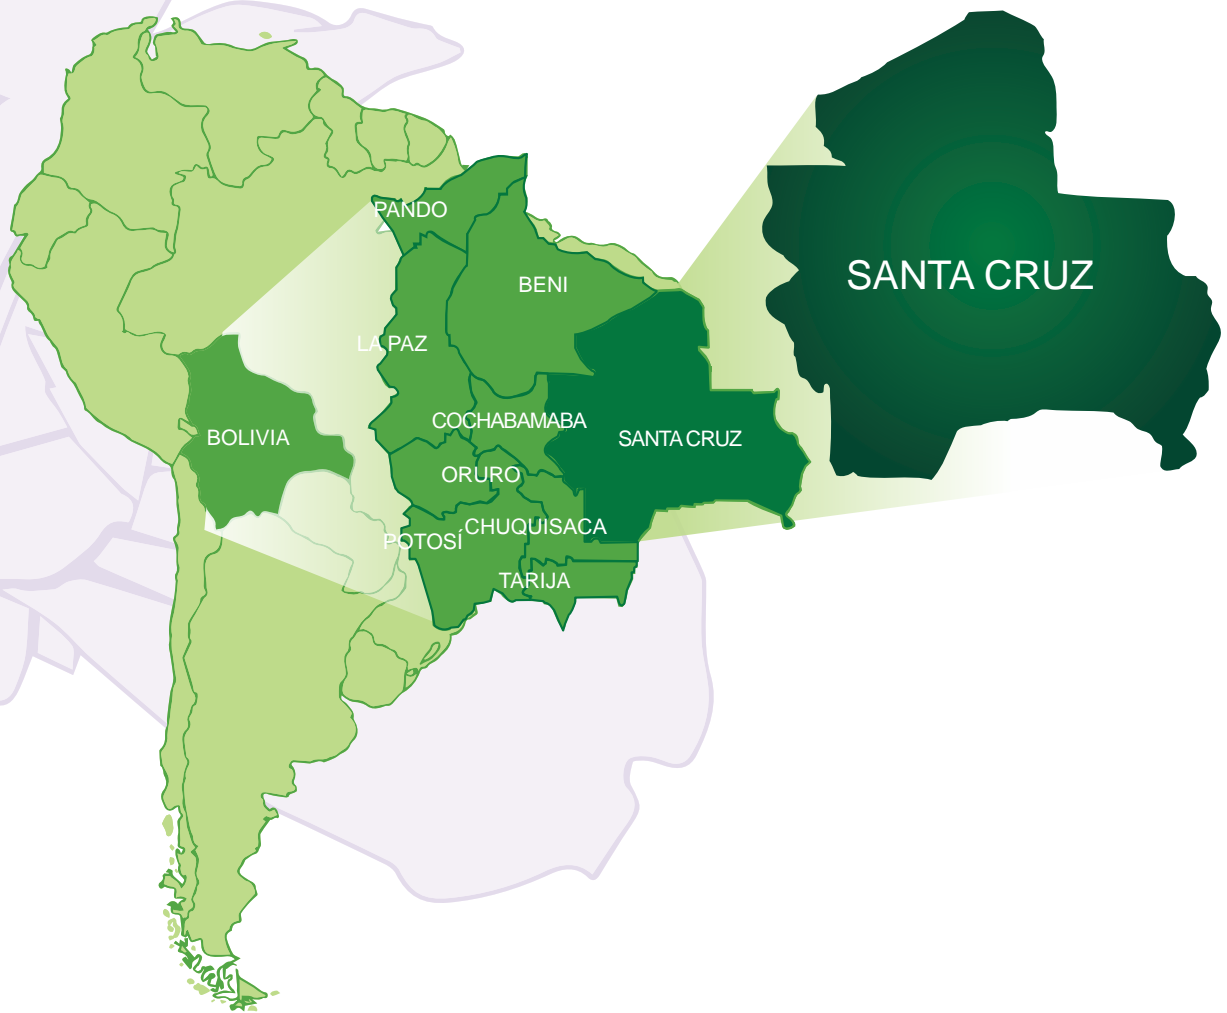 PANDO
BENI
SANTA CRUZ
LA PAZ
COCHABAMABA
BOLIVIA
SANTA CRUZ
ORURO
CHUQUISACA
POTOSÍ
TARIJA